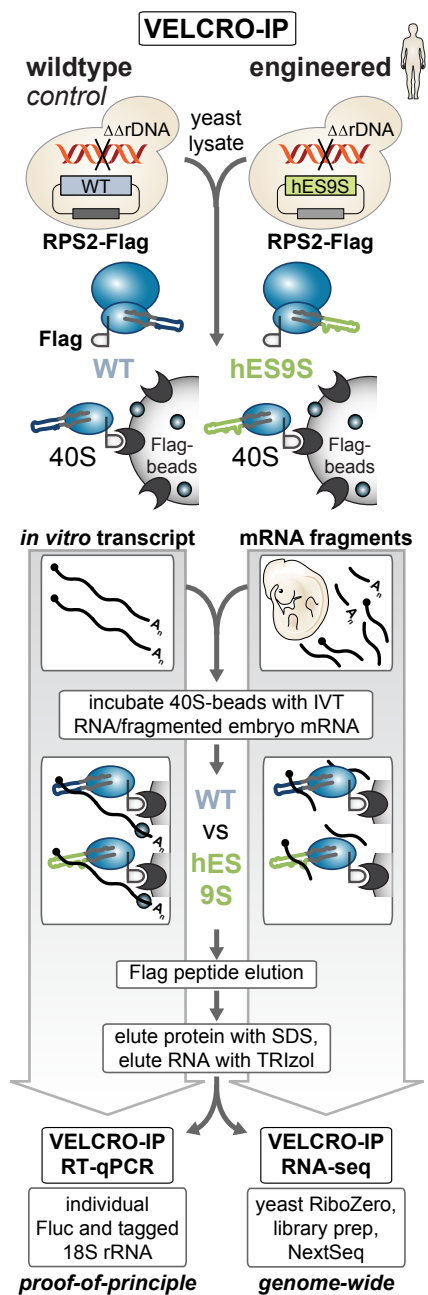 VELCRO-IP
wildtype
control
engineered
ΔΔrDNA
WT
RPS2-Flag
yeast
lysate
ΔΔrDNA
hES9S
RPS2-Flag
Flag
WT
hES9S
40S
Flag-
beads
40S
Flag-
beads
in vitro transcript
mRNA fragments
An
An
An
An
incubate 40S-beads with IVT
RNA/fragmented embryo mRNA
An
An
WT
vs
hES
9S
Flag peptide elution
elute protein with SDS,
elute RNA with TRIzol
VELCRO-IP
RT-qPCR
VELCRO-IP
RNA-seq
individual
Fluc and tagged
18S rRNA
yeast RiboZero,
library prep,
NextSeq
proof-of-principle
genome-wide